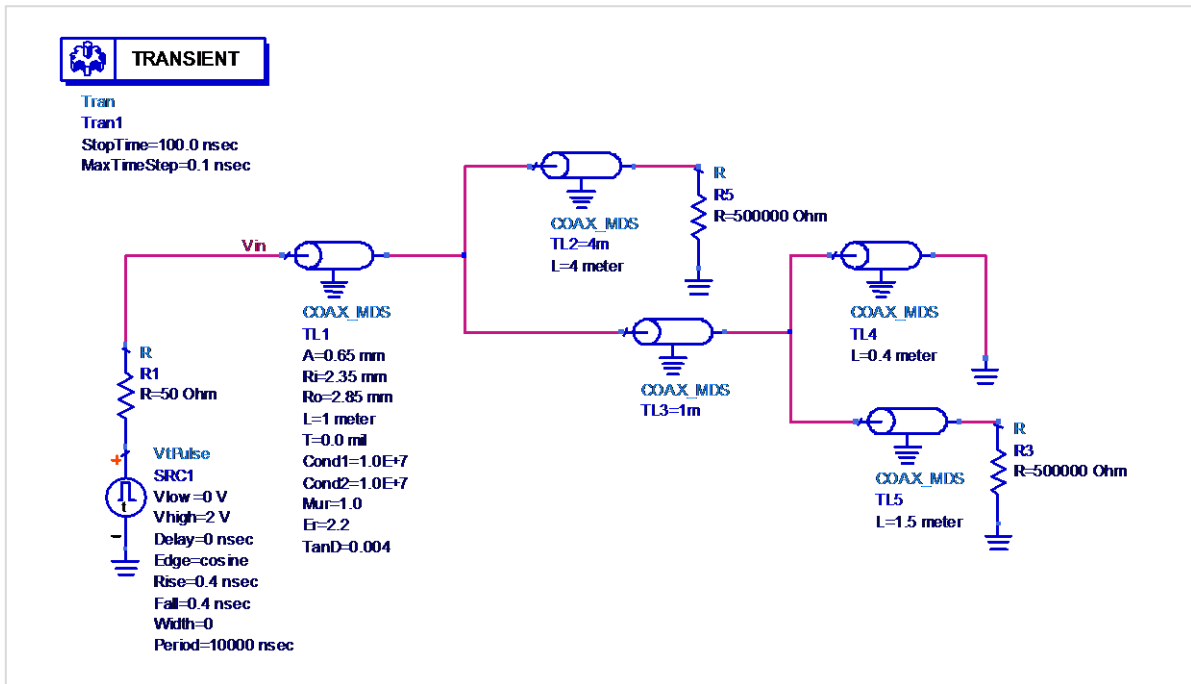 TRANSIENT
Tran
Tran1
StopTime=100.0 nsec
MaxTimeStep=0.1 nsec
R
R5
R=500000 Ohm
COAX_MDS
TL2=4m
L=4 meter
Vin
COAX_MDS
TL1
A=0.65 mm
Ri=2.35 mm
Ro=2.85 mm
L=1 meter
T=0.0 mil
Cond1=1.0E+7
Cond2=1.0E+7
Mur=1.0
Er=2.2
TanD=0.004
COAX_MDS
TL4
L=0.4 meter
COAX_MDS
TL3=1m
R
R1
R=50 Ohm
R
R3
R=500000 Ohm
COAX_MDS
TL5
L=1.5 meter
+
t
−
VtPulse
SRC1
Vlow=0 V
Vhigh=2 V
Delay=0 nsec
Edge=cosine
Rise=0.4 nsec
Fall=0.4 nsec
Width=0
Period=10000 nsec